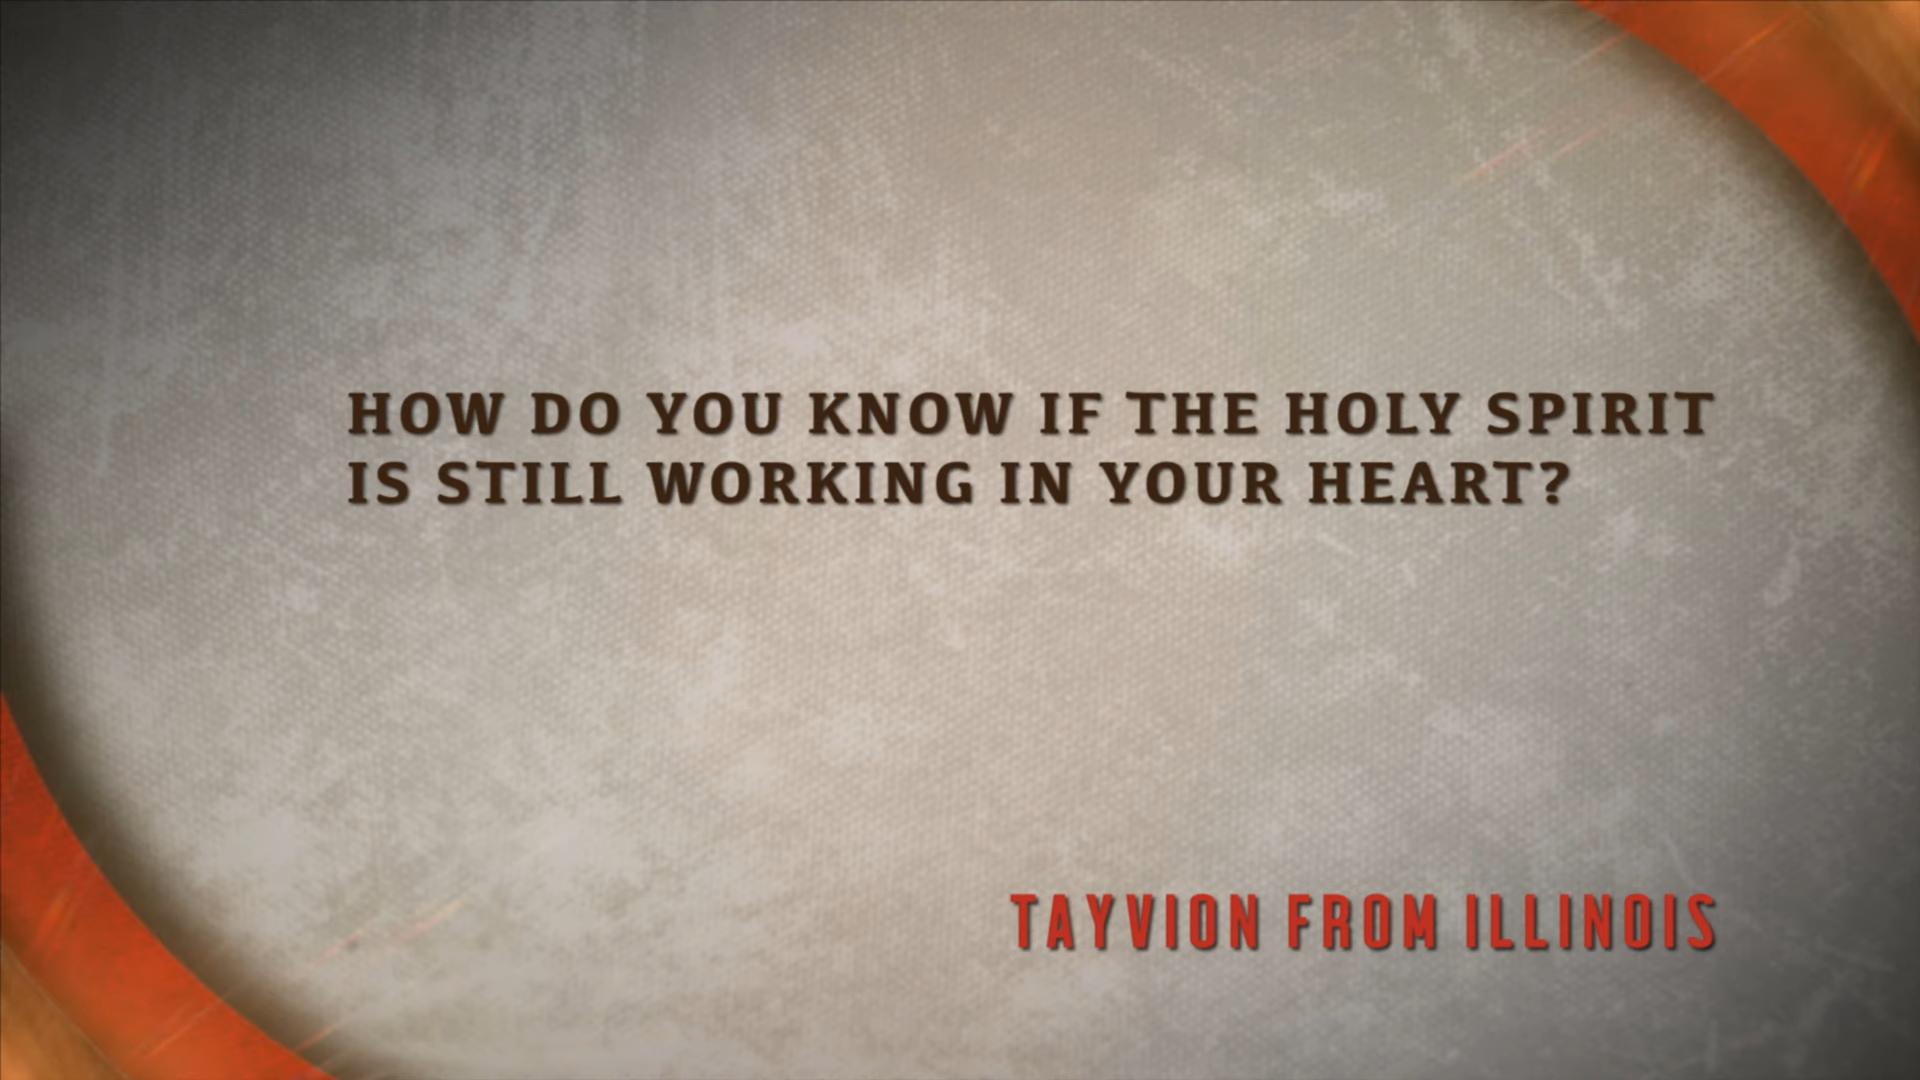 HOW DO YOU KNOW IF THE HOLY SPIRIT
IS STILL WORKING IN YOUR HEART?
TAYVION FROM ILLINOIS